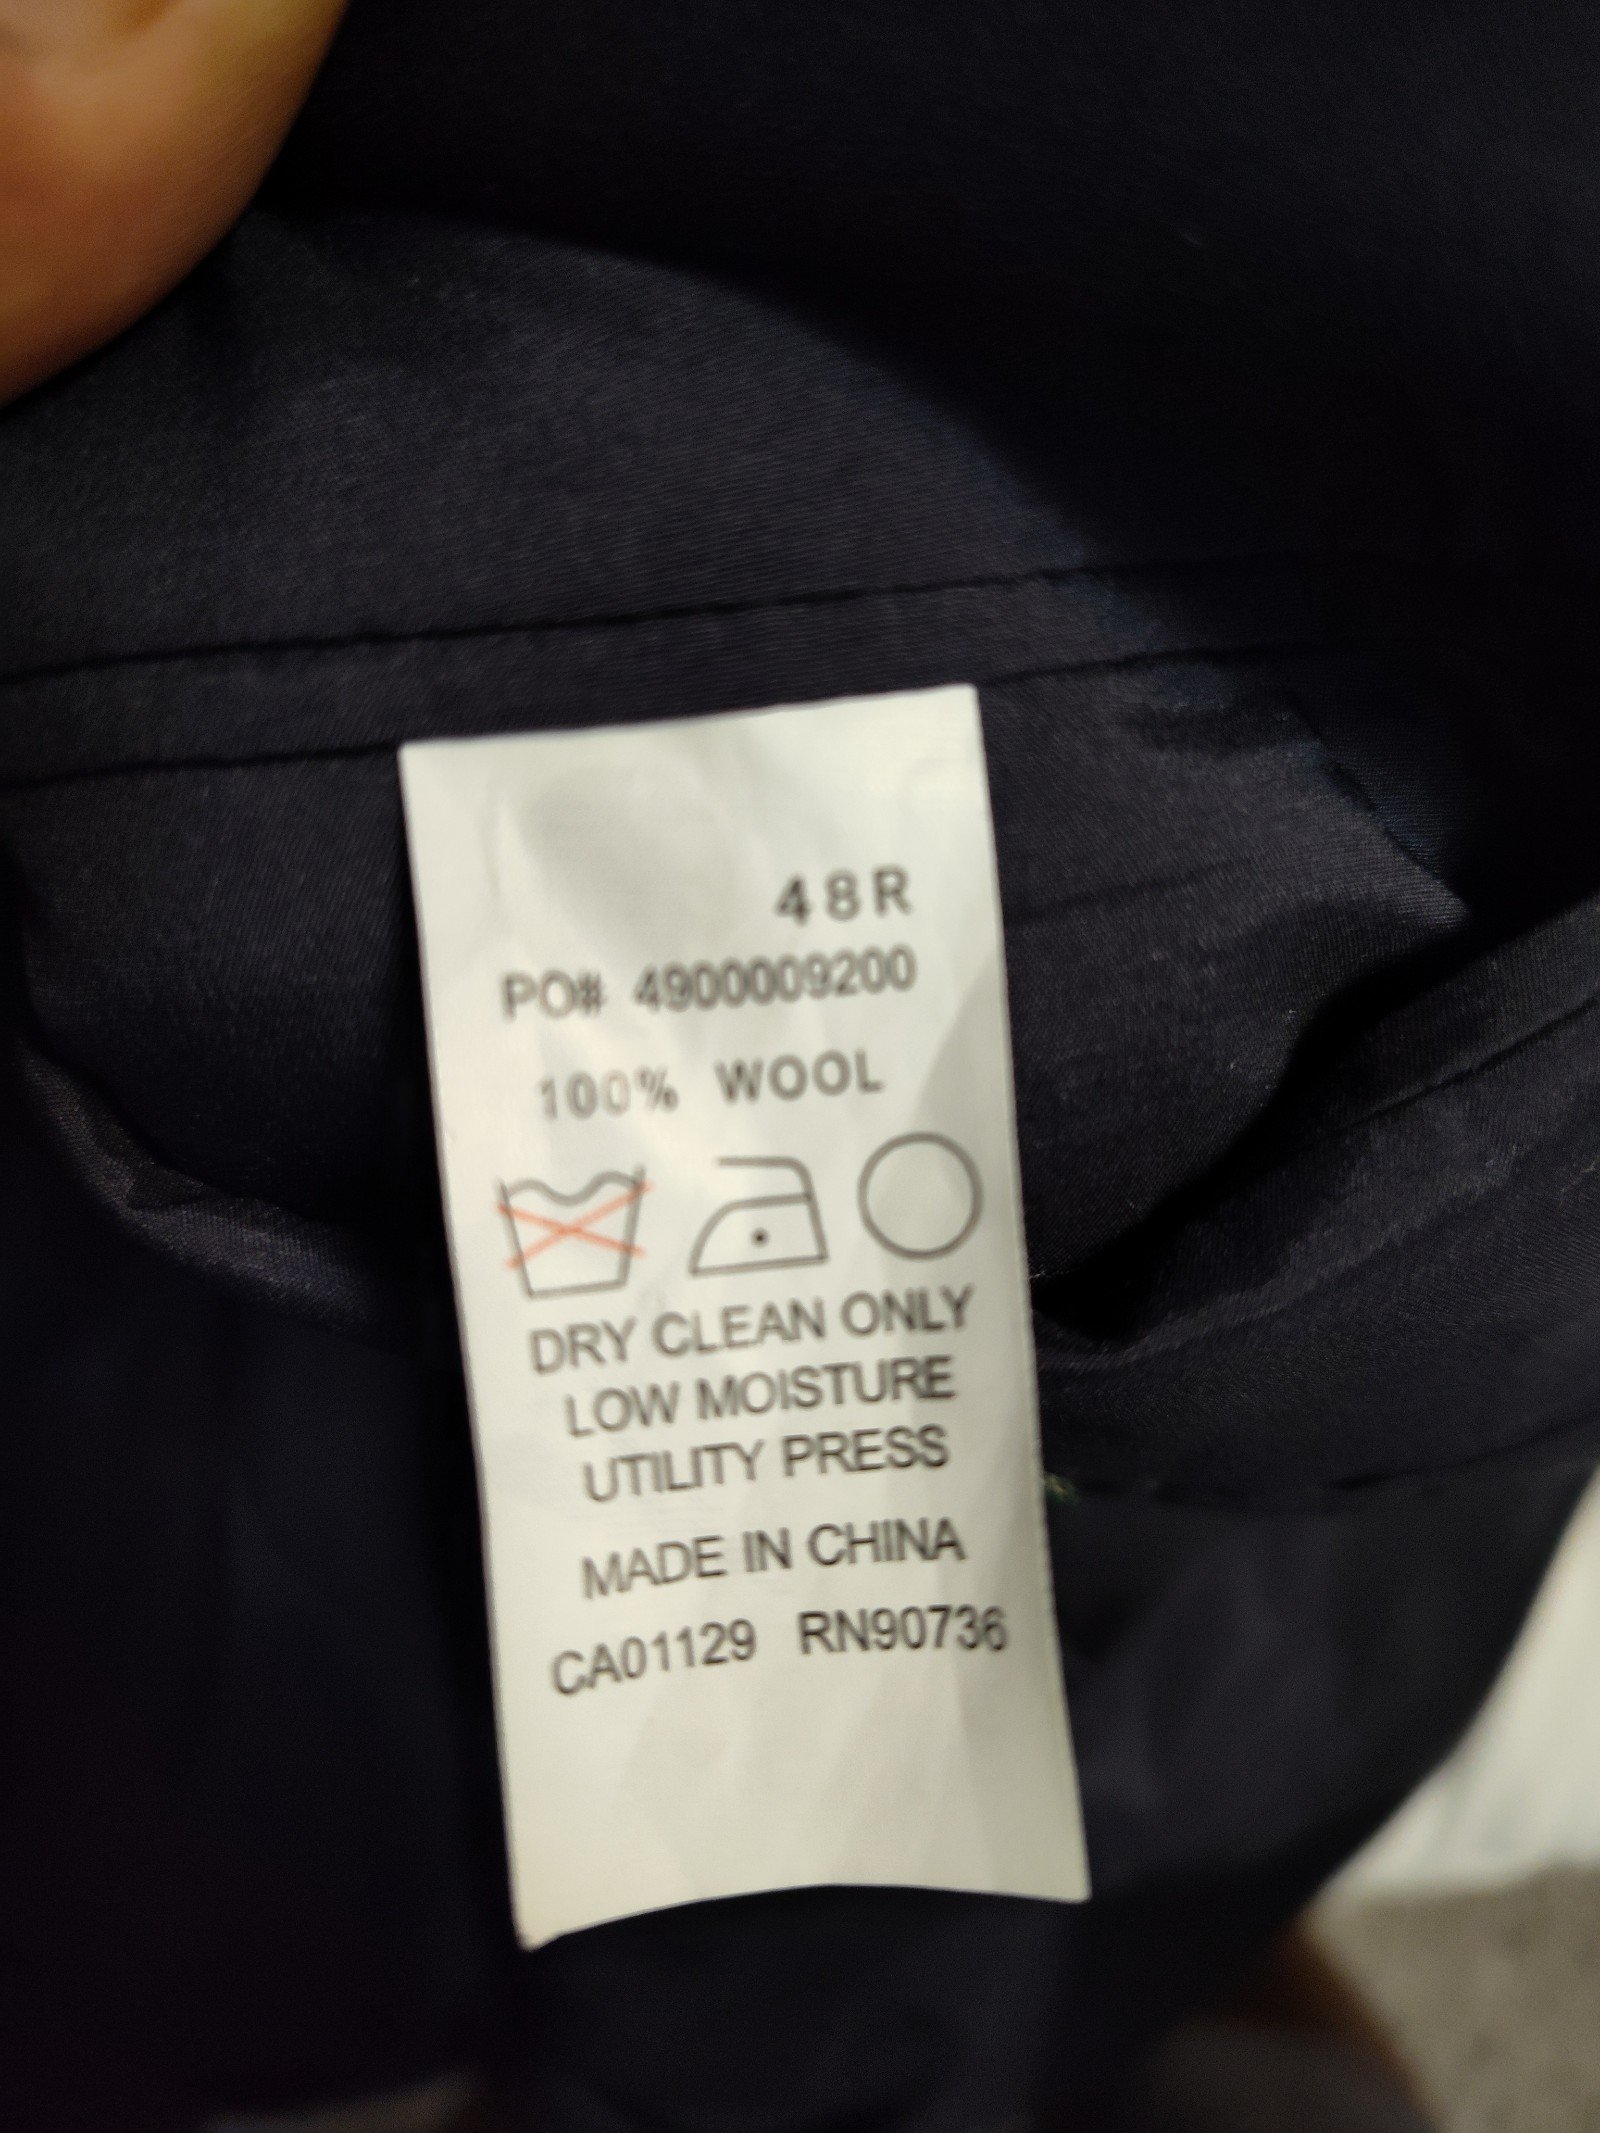 48R
PO# 4900009200
100% WOOL
DRY CLEAN ONLY
LOW MOISTURE
UTILITY PRESS
MADE IN CHINA
CA01129 RN90736